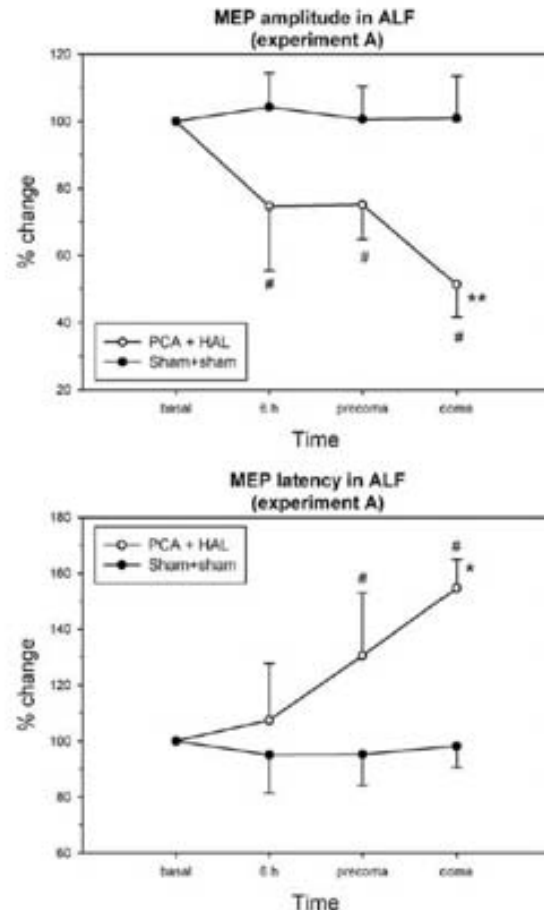 MEP amplitude in ALF
(experiment A)
120
100
80
60
40
20
% change
#
#
**
#
PCA + HAL
Sham+sham
basal
6 h
precoma
coma
Time
MEP latency in ALF
(experiment A)
180
160
140
120
100
80
60
% change
PCA + HAL
Sham+sham
#
#
*
basal
6 h
precoma
coma
Time